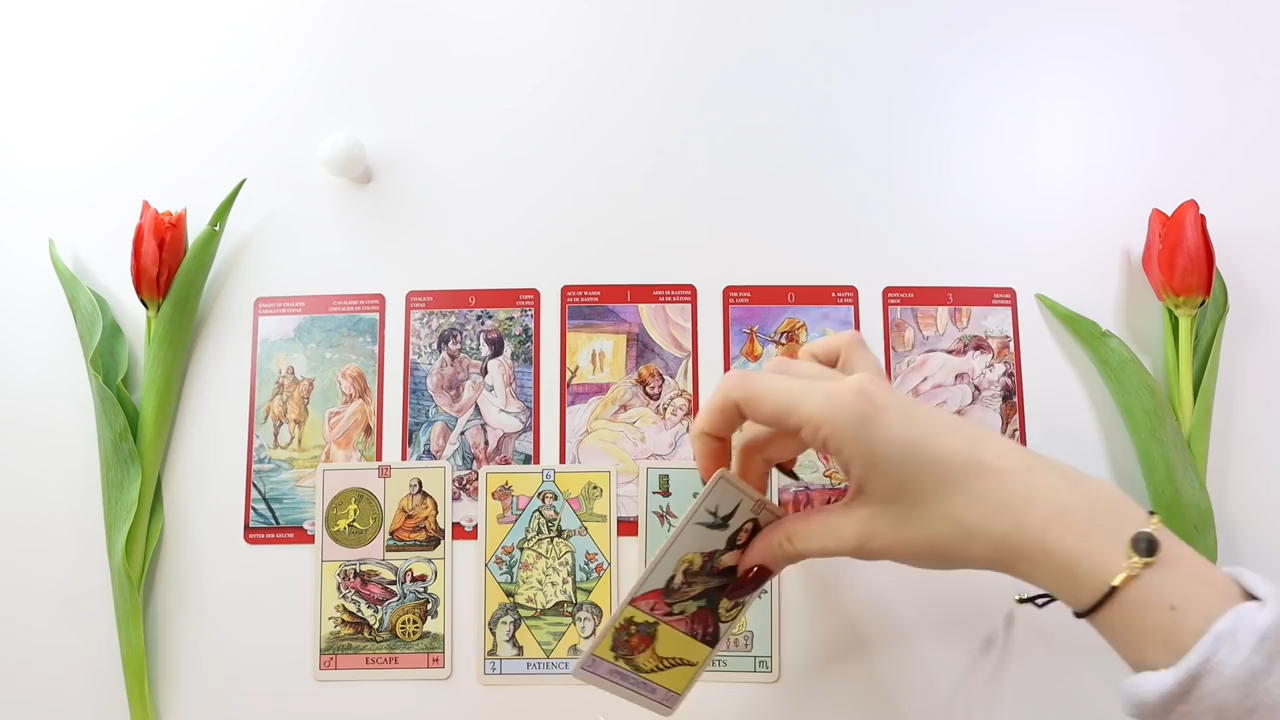 KNIGHT OF CHALICES CAVALIERE DI COPPE
CABALLO DE COPAS CHEVALIER DE COUPES
RITTER DER KELCHE
CHALICES 9 COPPE
COPAS COUPES
ACE OF WANDS 1 ASSO DI BASTONI
AS DE BASTOS AS DE BÂTONS
THE FOOL 0 IL MATTO
EL LOCO LE FOU
PENTACLES 3 DENARI
OROS DENIERS
12
ESCAPE
6
PATIENCE
ETS